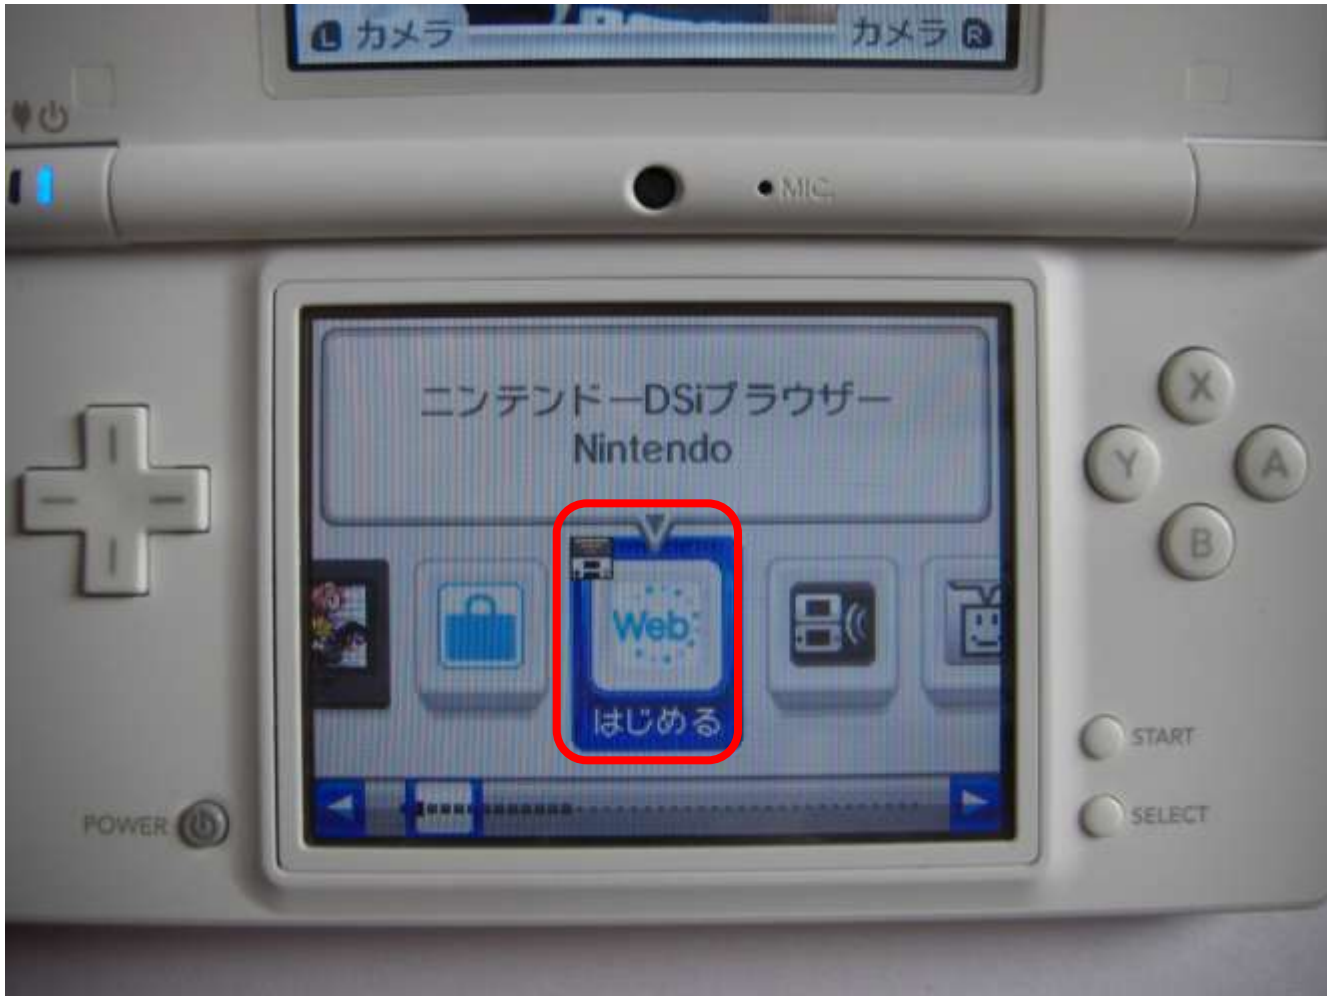 L カメラ
カメラ R
MIC.
ニンテンドーDSiブラウザー
Nintendo
Web
はじめる
X
Y
A
B
START
SELECT
POWER